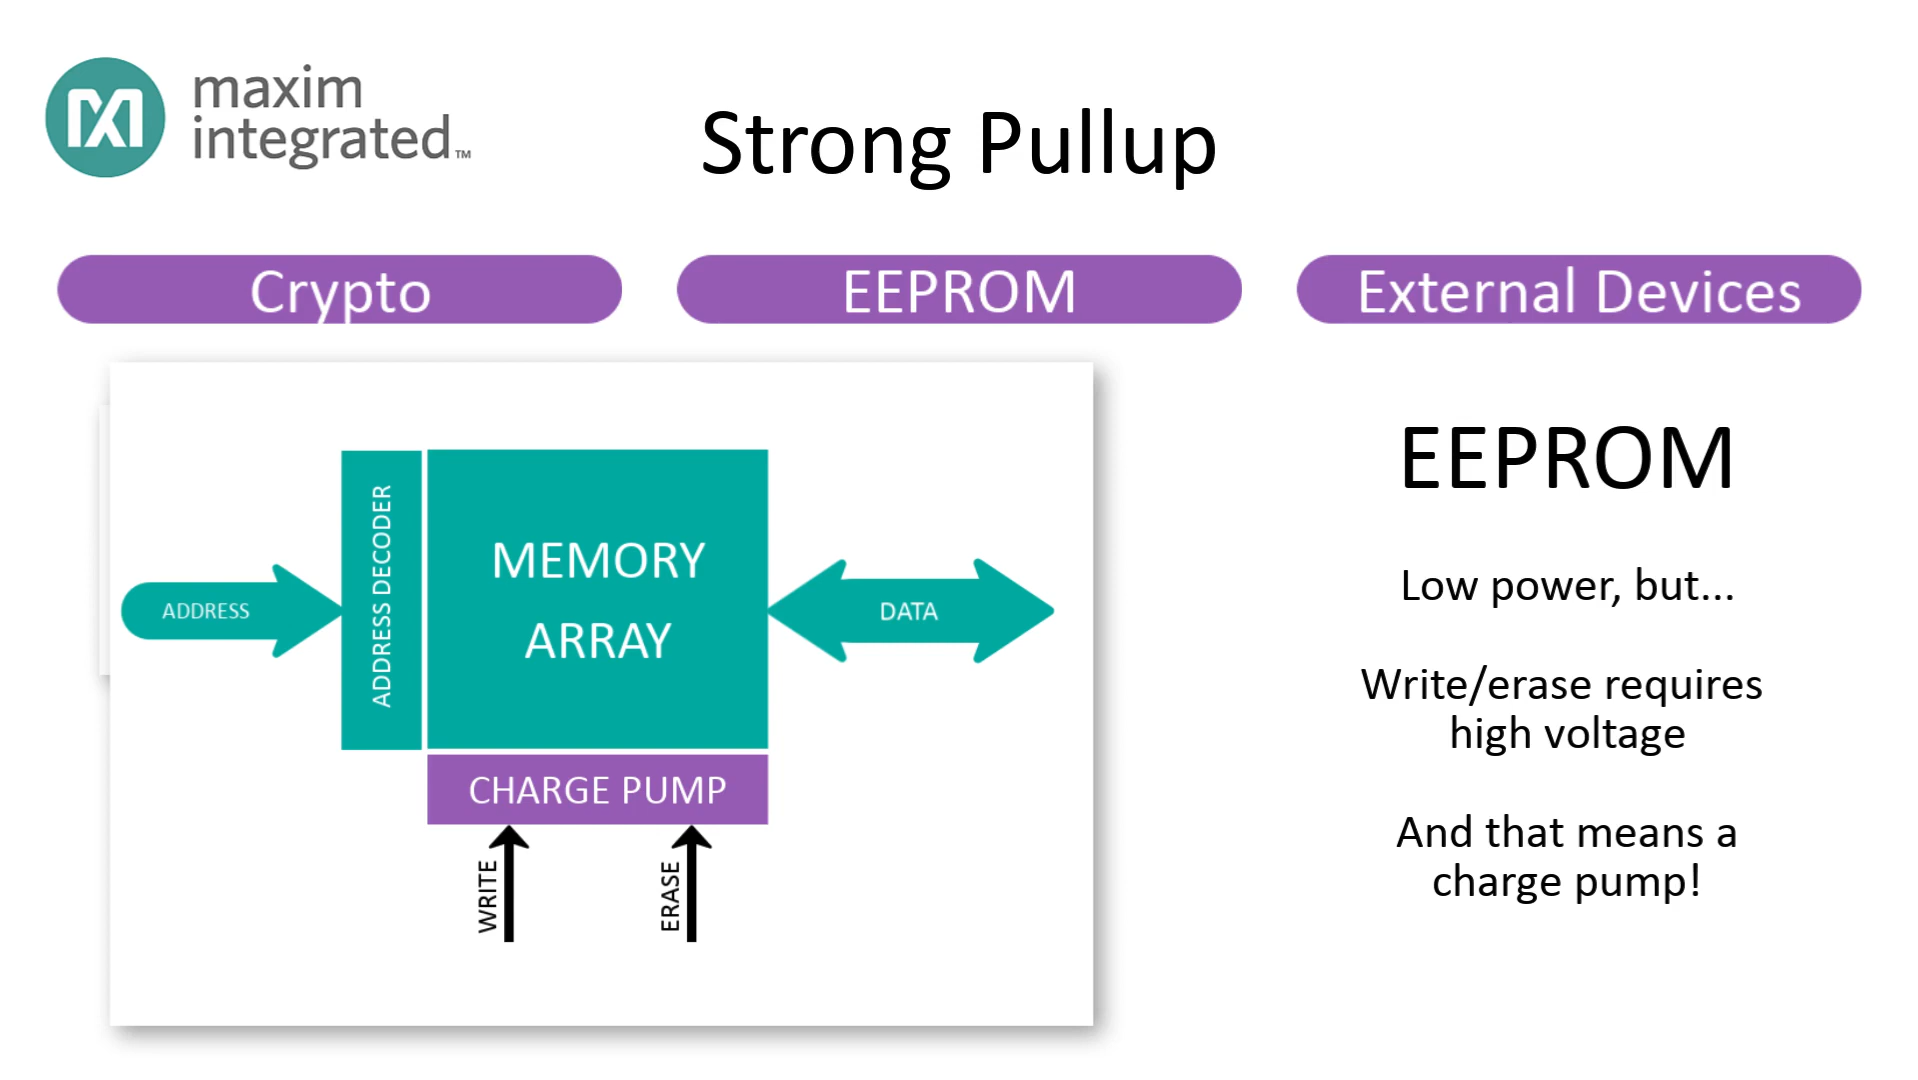 maxim
integrated™
Strong Pullup
Crypto
EEPROM
External Devices
ADDRESS
ADDRESS DECODER
MEMORY
ARRAY
DATA
CHARGE PUMP
WRITE
ERASE
EEPROM
Low power, but...
Write/erase requires
high voltage
And that means a
charge pump!